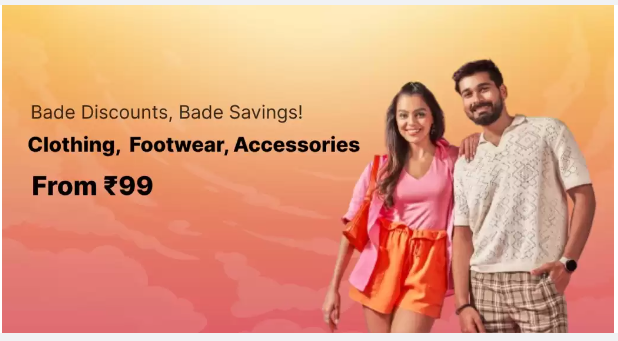 Bade Discounts, Bade Savings!
Clothing, Footwear, Accessories
From ₹99